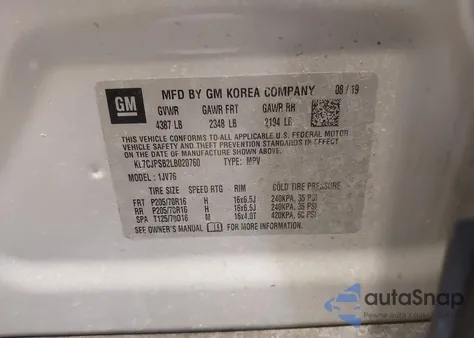 GM
MFD BY GM KOREA COMPANY 08/19
GVWR GAWR FRT GAWR RR
4387 LB 2348 LB 2194 LB
THIS VEHICLE CONFORMS TO ALL APPLICABLE U.S. FEDERAL MOTOR
VEHICLE SAFETY AND THEFT PREVENTION STANDARDS IN EFFECT
ON THE DATE OF MANUFACTURE SHOWN ABOVE.
KL7CJPSB2LB020760 TYPE: MPV
MODEL: 1JV76
TIRE SIZE SPEED RTG RIM COLD TIRE PRESSURE
FRT P205/70R16 H 16x6.5J 240KPA, 35 PSI
RR P205/70R16 H 16x6.5J 240KPA, 35 PSI
SPA T125/70D16 M 16x4.0T 420KPA, 60 PSI
SEE OWNER'S MANUAL FOR MORE INFORMATION.
autoSnap